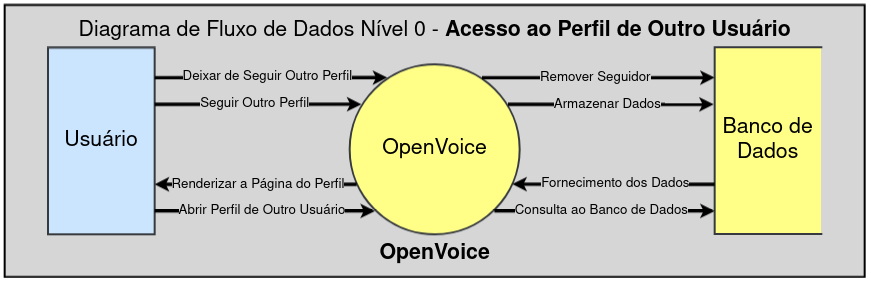 Diagrama de Fluxo de Dados Nível 0 - Acesso ao Perfil de Outro Usuário
Deixar de Seguir Outro Perfil
Remover Seguidor
Seguir Outro Perfil
Armazenar Dados
Usuário
OpenVoice
Banco de
Dados
Renderizar a Página do Perfil
Fornecimento dos Dados
Abrir Perfil de Outro Usuário
Consulta ao Banco de Dados
OpenVoice